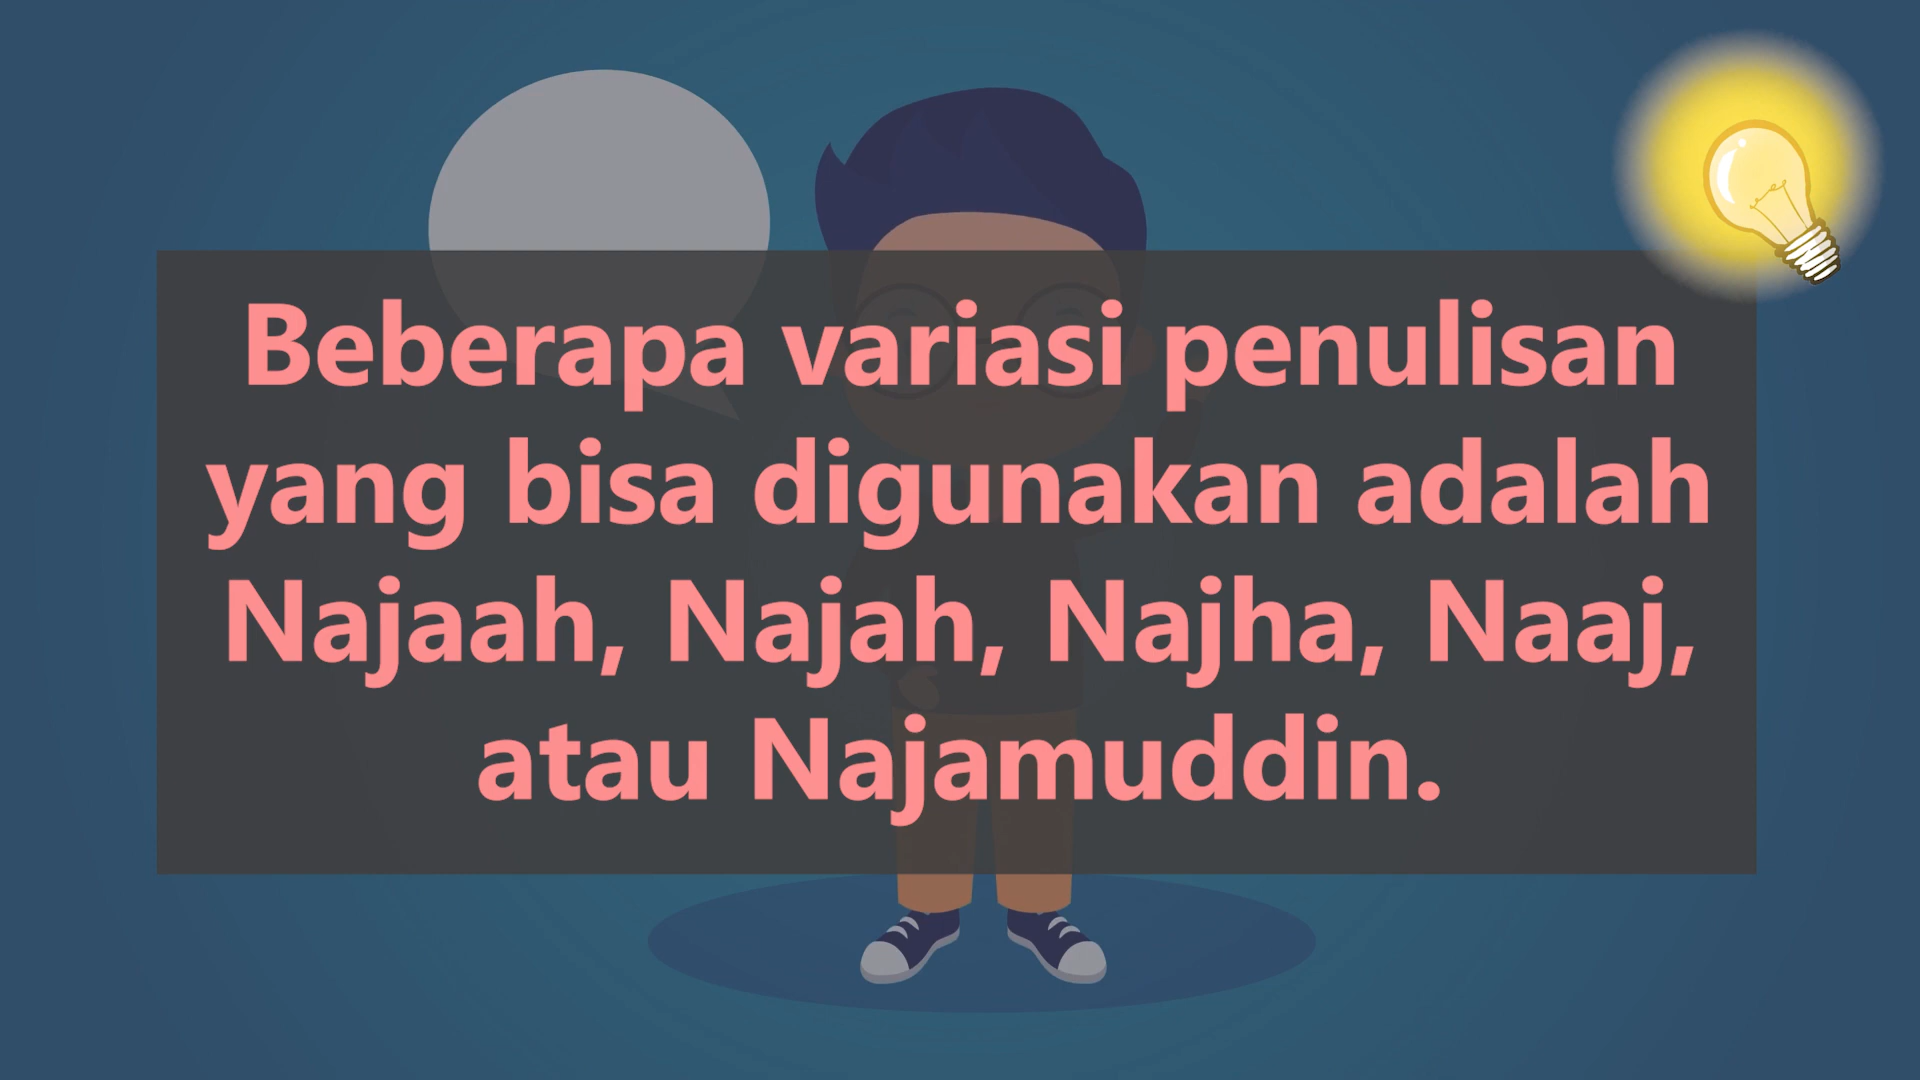 Beberapa variasi penulisan
yang bisa digunakan adalah
Najaah, Najah, Najha, Naaj,
atau Najamuddin.